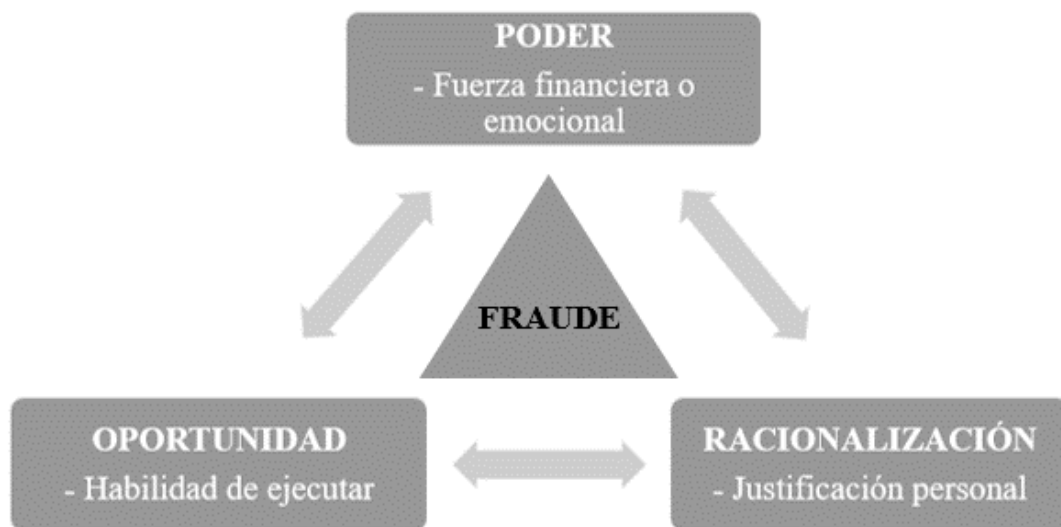 PODER
- Fuerza financiera o
emocional
FRAUDE
OPORTUNIDAD
- Habilidad de ejecutar
RACIONALIZACIÓN
- Justificación personal